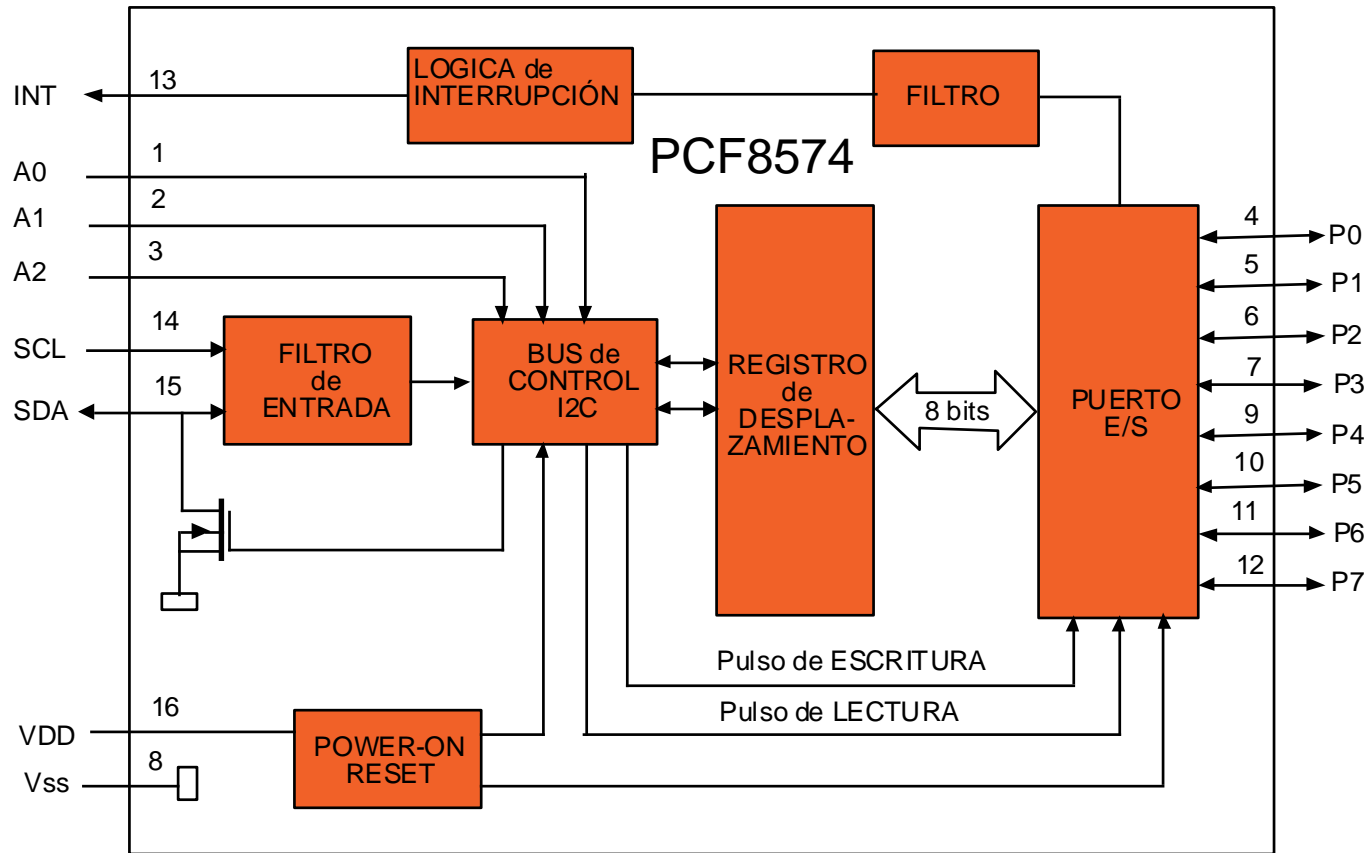 13
LOGICA de
INTERRUPCIÓN
FILTRO
INT
PCF8574
1
A0
2
A1
3
A2
14
SCL
15
SDA
FILTRO
de
ENTRADA
BUS de
CONTROL
I2C
REGISTRO
de
DESPLA-
ZAMIENTO
8 bits
PUERTO
E/S
4
P0
5
P1
6
P2
7
P3
9
P4
10
P5
11
P6
12
P7
Pulso de ESCRITURA
Pulso de LECTURA
16
VDD
8
Vss
POWER-ON
RESET